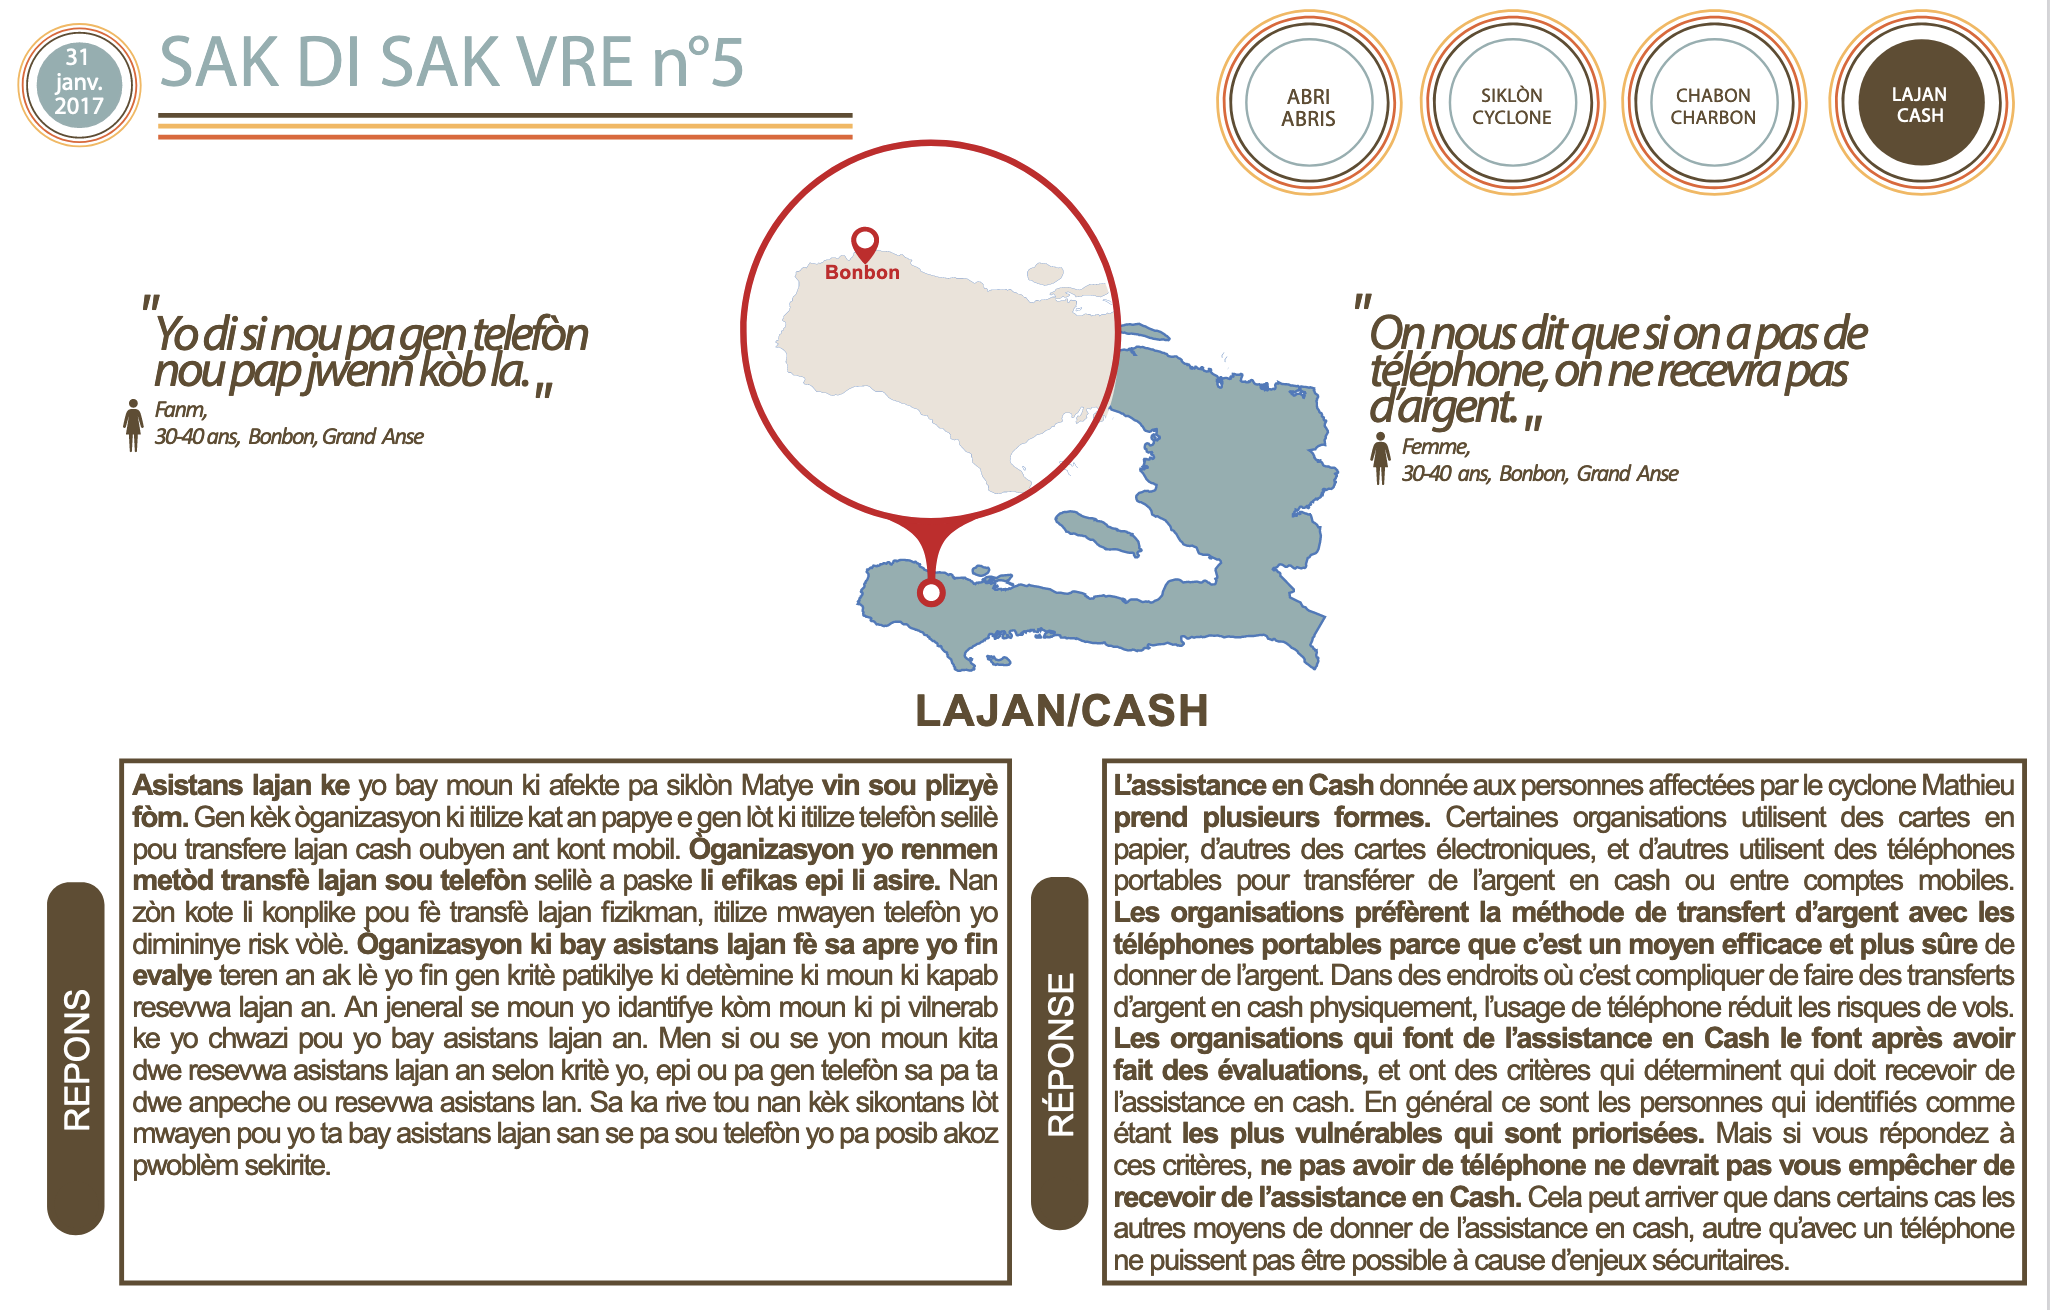 31
janv.
2017
SAK DI SAK VRE n°5
ABRI
ABRIS
SIKLÒN
CYCLONE
CHABON
CHARBON
LAJAN
CASH
Bonbon
"Yo di si nou pa gen telefòn
nou pap jwenn kòb la."
Fanm,
30-40 ans, Bonbon, Grand Anse
"On nous dit que si on a pas de
téléphone, on ne recevra pas
d’argent."
Femme,
30-40 ans, Bonbon, Grand Anse
LAJAN/CASH
REPONS
Asistans lajan ke yo bay moun ki afekte pa siklòn Matye vin sou plizyè
fòm. Gen kèk òganizasyon ki itilize kat an papye e gen lòt ki itilize telefòn selilè
pou transfere lajan cash oubyen ant kont mobil. Òganizasyon yo renmen
metòd transfè lajan sou telefòn selilè a paske li efikas epi li asire. Nan
zòn kote li konplike pou fè transfè lajan fizikman, itilize mwayen telefòn yo
dimininye risk vòlè. Òganizasyon ki bay asistans lajan fè sa apre yo fin
evalye teren an ak lè yo fin gen kritè patikilye ki detèmine ki moun ki kapab
resevwa lajan an. An jeneral se moun yo idantifye kòm moun ki pi vilnerab
ke yo chwazi pou yo bay asistans lajan an. Men si ou se yon moun kita
dwe resevwa asistans lajan an selon kritè yo, epi ou pa gen telefòn sa pa ta
dwe anpeche ou resevwa asistans lan. Sa ka rive tou nan kèk sikontans lòt
mwayen pou yo ta bay asistans lajan san se pa sou telefòn yo pa posib akoz
pwoblèm sekirite.
RÉPONSE
L’assistance en Cash donnée aux personnes affectées par le cyclone Mathieu
prend plusieurs formes. Certaines organisations utilisent des cartes en
papier, d’autres des cartes électroniques, et d’autres utilisent des téléphones
portables pour transférer de l’argent en cash ou entre comptes mobiles.
Les organisations préfèrent la méthode de transfert d’argent avec les
téléphones portables parce que c’est un moyen efficace et plus sûre de
donner de l’argent. Dans des endroits où c’est compliquer de faire des transferts
d’argent en cash physiquement, l’usage de téléphone réduit les risques de vols.
Les organisations qui font de l’assistance en Cash le font après avoir
fait des évaluations, et ont des critères qui déterminent qui doit recevoir de
l’assistance en cash. En général ce sont les personnes qui identifiés comme
étant les plus vulnérables qui sont priorisées. Mais si vous répondez à
ces critères, ne pas avoir de téléphone ne devrait pas vous empêcher de
recevoir de l’assistance en Cash. Cela peut arriver que dans certains cas les
autres moyens de donner de l’assistance en cash, autre qu’avec un téléphone
ne puissent pas être possible à cause d’enjeux sécuritaires.